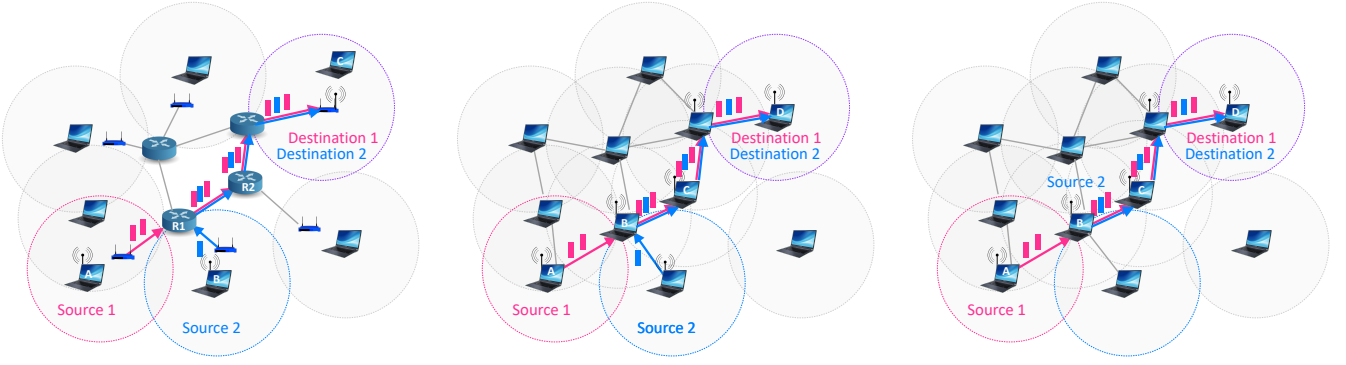 C
Destination 1
Destination 2
R2
R1
A
B
Source 1
Source 2
D
Destination 1
Destination 2
C
B
A
Source 1
Source 2
D
Destination 1
Destination 2
Source 2
C
B
A
Source 1